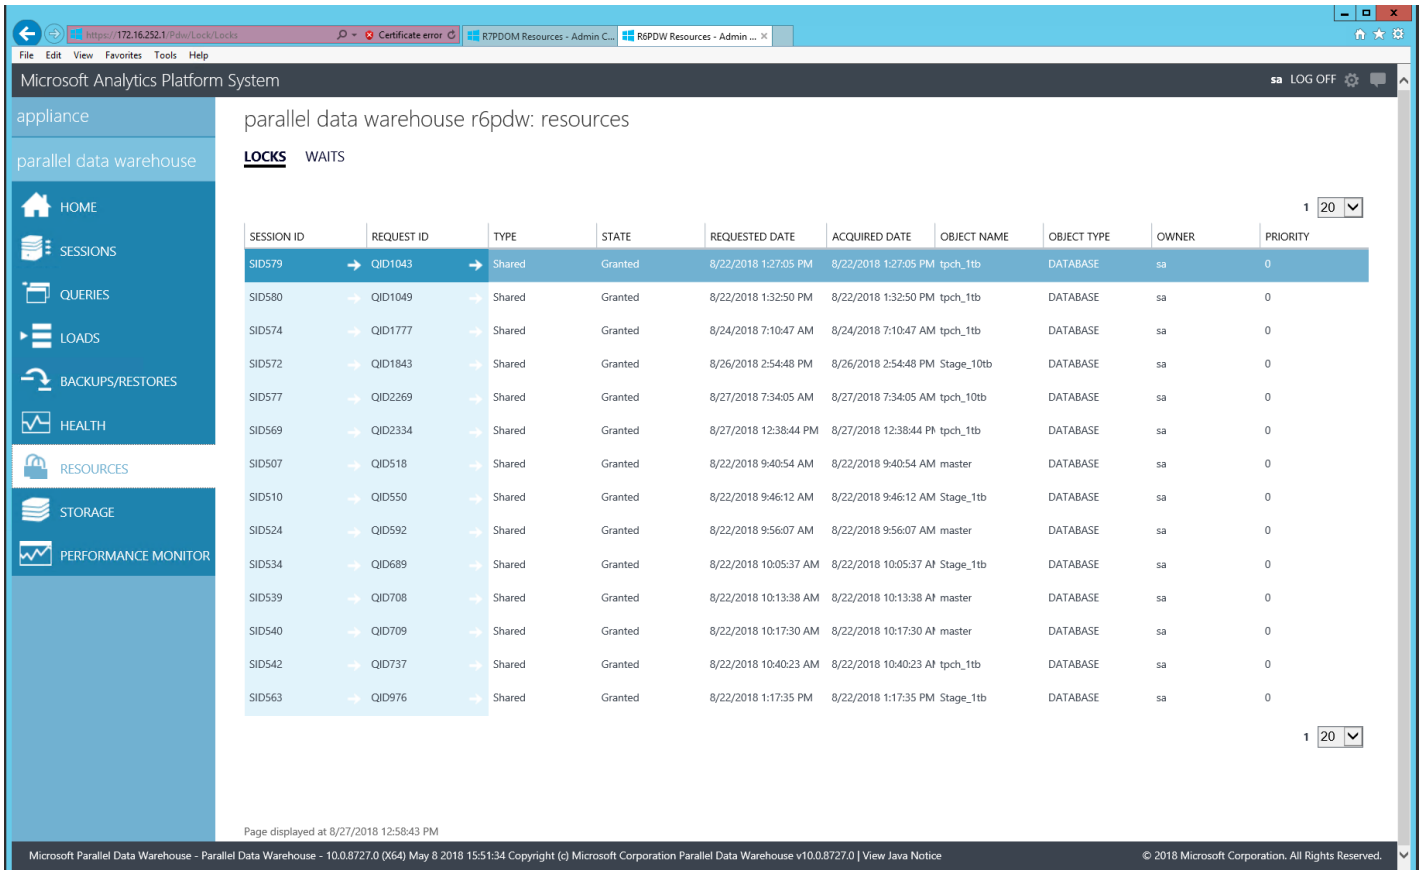 https://172.16.252.1/Pdw/Lock/Locks Certificate error R7PDOM Resources - Admin C... R6PDW Resources - Admin ...
File Edit View Favorites Tools Help
Microsoft Analytics Platform System sa LOG OFF
appliance
parallel data warehouse
HOME
SESSIONS
QUERIES
LOADS
BACKUPS/RESTORES
HEALTH
RESOURCES
STORAGE
PERFORMANCE MONITOR
parallel data warehouse r6pdw: resources
LOCKS WAITS
1 20
SESSION ID REQUEST ID TYPE STATE REQUESTED DATE ACQUIRED DATE OBJECT NAME OBJECT TYPE OWNER PRIORITY
SID579 QID1043 Shared Granted 8/22/2018 1:27:05 PM 8/22/2018 1:27:05 PM tpch_1tb DATABASE sa 0
SID580 QID1049 Shared Granted 8/22/2018 1:32:50 PM 8/22/2018 1:32:50 PM tpch_1tb DATABASE sa 0
SID574 QID1777 Shared Granted 8/24/2018 7:10:47 AM 8/24/2018 7:10:47 AM tpch_1tb DATABASE sa 0
SID572 QID1843 Shared Granted 8/26/2018 2:54:48 PM 8/26/2018 2:54:48 PM Stage_10tb DATABASE sa 0
SID577 QID2269 Shared Granted 8/27/2018 7:34:05 AM 8/27/2018 7:34:05 AM tpch_10tb DATABASE sa 0
SID569 QID2334 Shared Granted 8/27/2018 12:38:44 PM 8/27/2018 12:38:44 PM tpch_1tb DATABASE sa 0
SID507 QID518 Shared Granted 8/22/2018 9:40:54 AM 8/22/2018 9:40:54 AM master DATABASE sa 0
SID510 QID550 Shared Granted 8/22/2018 9:46:12 AM 8/22/2018 9:46:12 AM Stage_1tb DATABASE sa 0
SID524 QID592 Shared Granted 8/22/2018 9:56:07 AM 8/22/2018 9:56:07 AM master DATABASE sa 0
SID534 QID689 Shared Granted 8/22/2018 10:05:37 AM 8/22/2018 10:05:37 AM Stage_1tb DATABASE sa 0
SID539 QID708 Shared Granted 8/22/2018 10:13:38 AM 8/22/2018 10:13:38 AM master DATABASE sa 0
SID540 QID709 Shared Granted 8/22/2018 10:17:30 AM 8/22/2018 10:17:30 AM master DATABASE sa 0
SID542 QID737 Shared Granted 8/22/2018 10:40:23 AM 8/22/2018 10:40:23 AM tpch_1tb DATABASE sa 0
SID563 QID976 Shared Granted 8/22/2018 1:17:35 PM 8/22/2018 1:17:35 PM Stage_1tb DATABASE sa 0
1 20
Page displayed at 8/27/2018 12:58:43 PM
Microsoft Parallel Data Warehouse - Parallel Data Warehouse - 10.0.8727.0 (X64) May 8 2018 15:51:34 Copyright (c) Microsoft Corporation Parallel Data Warehouse v10.0.8727.0 | View Java Notice © 2018 Microsoft Corporation. All Rights Reserved.